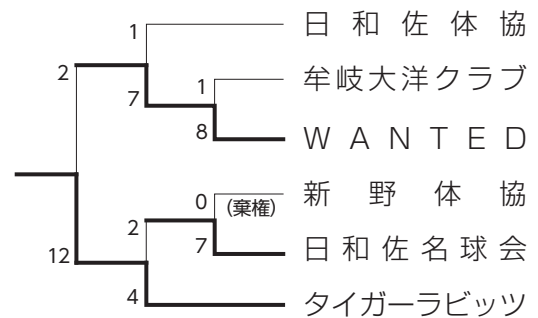 1 日和佐体協
2
1 牟岐大洋クラブ
7
8 WANTED
0 (棄権) 新野体協
2
7 日和佐名球会
12
4 タイガーラビッツ